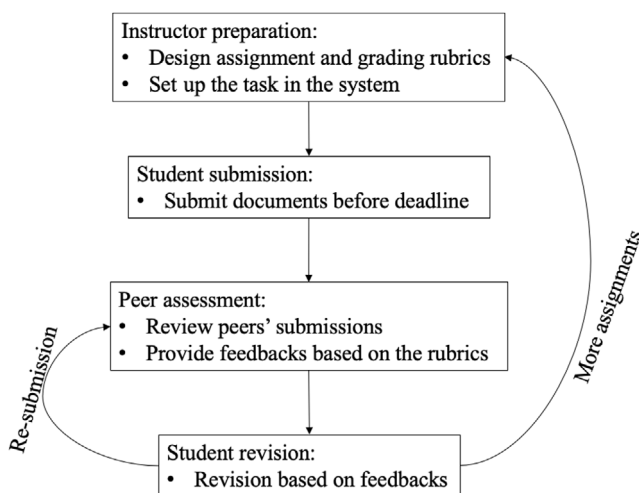 Instructor preparation:
• Design assignment and grading rubrics
• Set up the task in the system
Student submission:
• Submit documents before deadline
Peer assessment:
• Review peers’ submissions
• Provide feedbacks based on the rubrics
Re-submission
More assignments
Student revision:
• Revision based on feedbacks